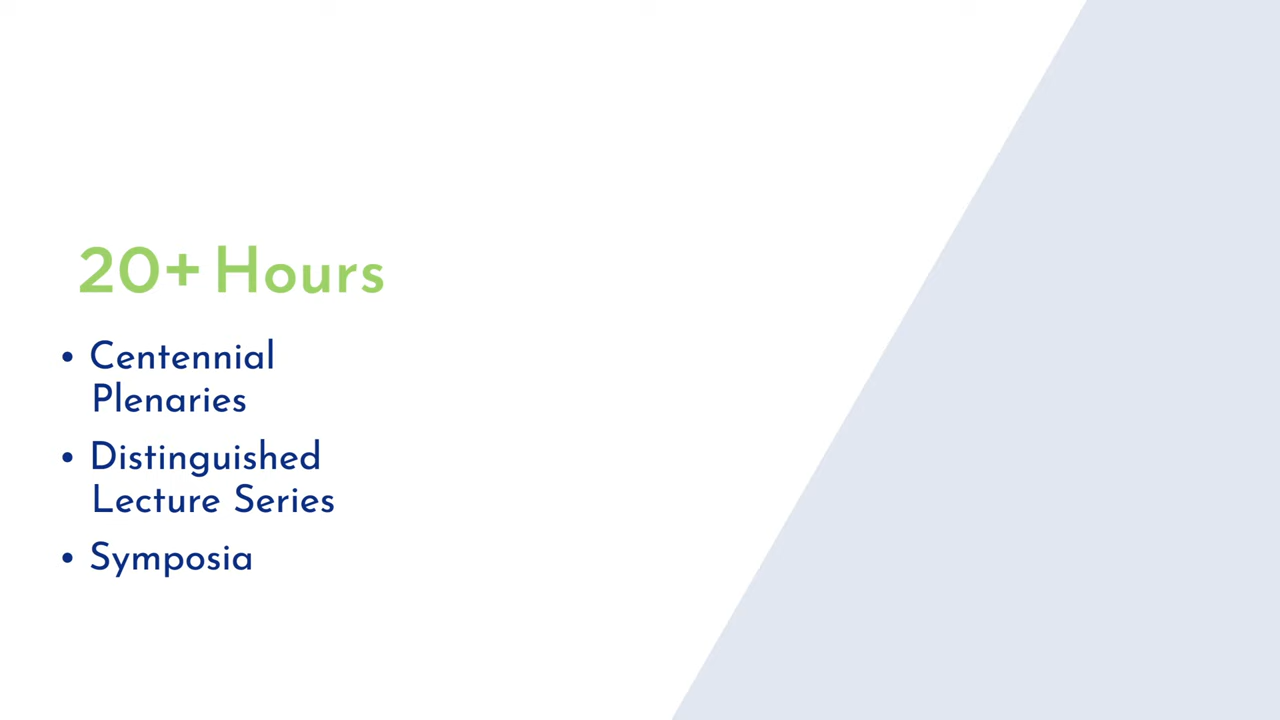 20+ Hours
• Centennial
Plenaries
• Distinguished
Lecture Series
• Symposia